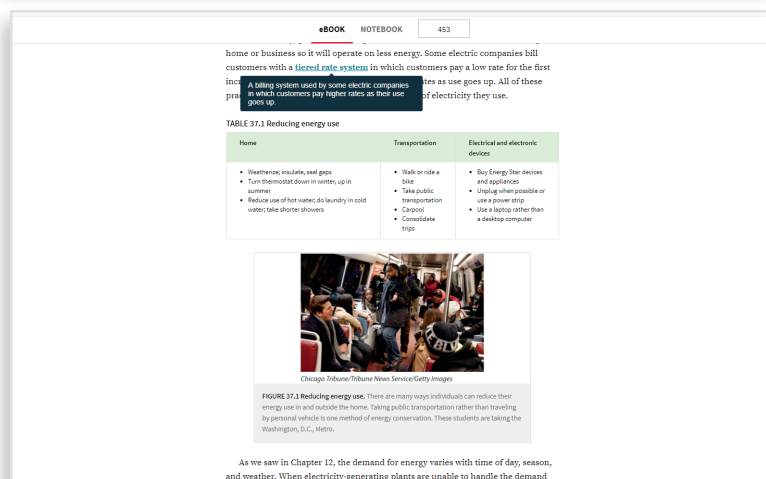 eBOOK NOTEBOOK 453
home or business so it will operate on less energy. Some electric companies bill
customers with a tiered rate system in which customers pay a low rate for the first
A billing system used by some electric companies
in which customers pay higher rates as their use
goes up.
ates as use goes up. All of these
of electricity they use.
TABLE 37.1 Reducing energy use
Home
Transportation
Electrical and electronic
devices
• Weatherize; insulate, seal gaps
• Turn thermostat down in winter, up in
summer
• Reduce use of hot water; do laundry in cold
water; take shorter showers
• Walk or ride a
bike
• Take public
transportation
• Carpool
• Consolidate
trips
• Buy Energy Star devices
and appliances
• Unplug when possible or
use a power strip
• Use a laptop rather than
a desktop computer
Chicago Tribune/Tribune News Service/Getty Images
FIGURE 37.1 Reducing energy use. There are many ways individuals can reduce their
energy use in and outside the home. Taking public transportation rather than traveling
by personal vehicle is one method of energy conservation. These students are taking the
Washington, D.C., Metro.
As we saw in Chapter 12, the demand for energy varies with time of day, season,
and weather. When electricity-generating plants are unable to handle the demand